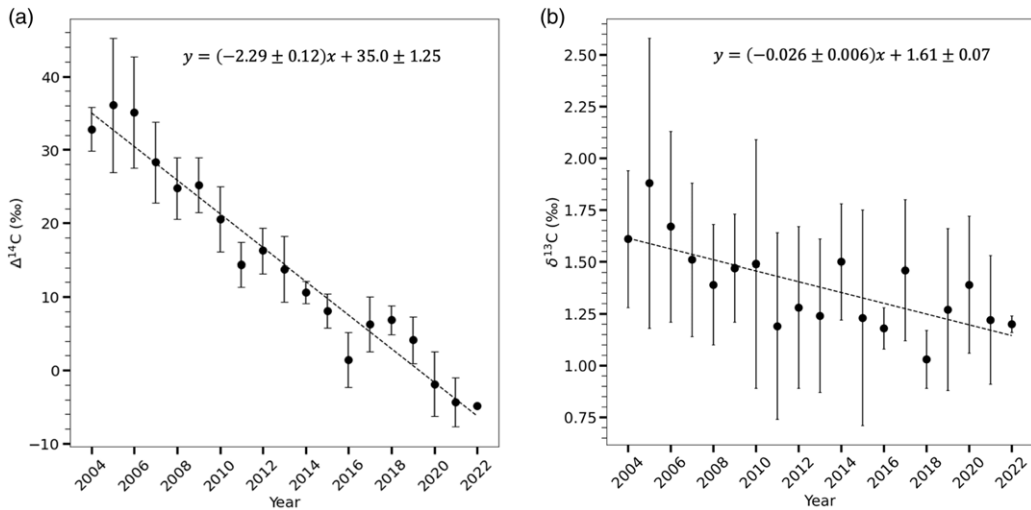 (a)
y = (−2.29 ± 0.12)x + 35.0 ± 1.25
Δ¹⁴C (‰)
40
30
20
10
0
−10
2004 2006 2008 2010 2012 2014 2016 2018 2020 2022
Year
(b)
y = (−0.026 ± 0.006)x + 1.61 ± 0.07
δ¹³C (‰)
2.50
2.25
2.00
1.75
1.50
1.25
1.00
0.75
2004 2006 2008 2010 2012 2014 2016 2018 2020 2022
Year